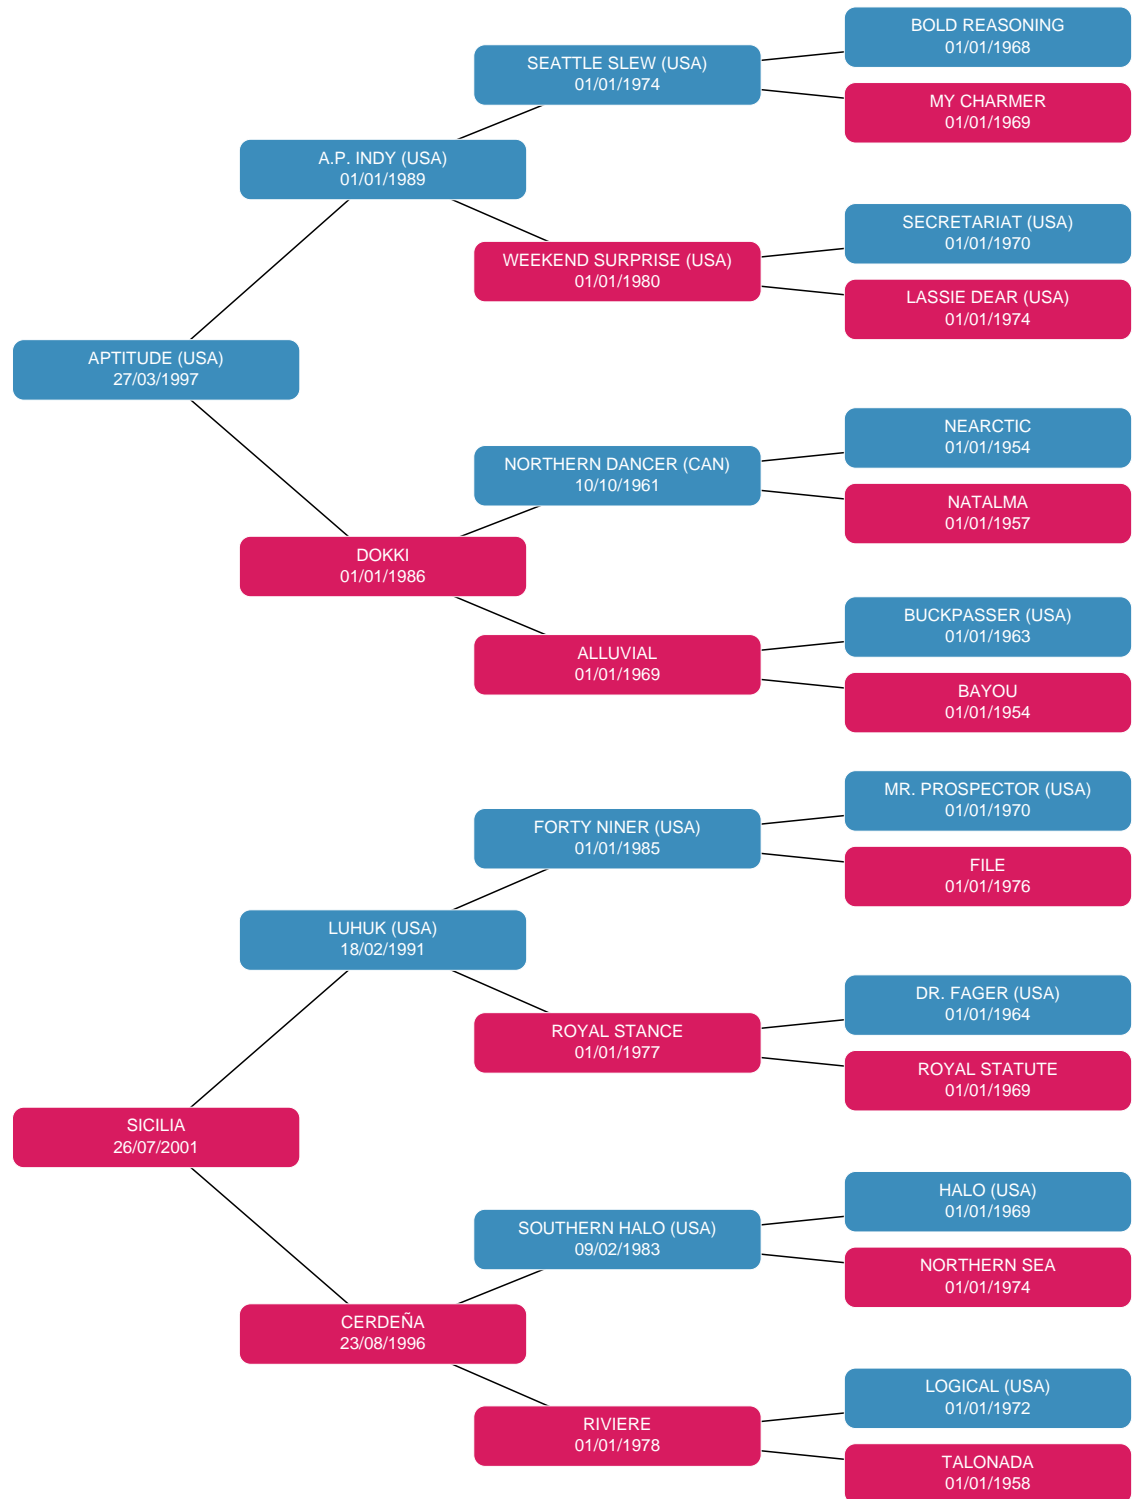 BOLD REASONING
01/01/1968
SEATTLE SLEW (USA)
01/01/1974
MY CHARMER
01/01/1969
A.P. INDY (USA)
01/01/1989
SECRETARIAT (USA)
01/01/1970
WEEKEND SURPRISE (USA)
01/01/1980
LASSIE DEAR (USA)
01/01/1974
APTITUDE (USA)
27/03/1997
NEARCTIC
01/01/1954
NORTHERN DANCER (CAN)
10/10/1961
NATALMA
01/01/1957
DOKKI
01/01/1986
BUCKPASSER (USA)
01/01/1963
ALLUVIAL
01/01/1969
BAYOU
01/01/1954
MR. PROSPECTOR (USA)
01/01/1970
FORTY NINER (USA)
01/01/1985
FILE
01/01/1976
LUHUK (USA)
18/02/1991
DR. FAGER (USA)
01/01/1964
ROYAL STANCE
01/01/1977
ROYAL STATUTE
01/01/1969
SICILIA
26/07/2001
HALO (USA)
01/01/1969
SOUTHERN HALO (USA)
09/02/1983
NORTHERN SEA
01/01/1974
CERDEÑA
23/08/1996
LOGICAL (USA)
01/01/1972
RIVIERE
01/01/1978
TALONADA
01/01/1958